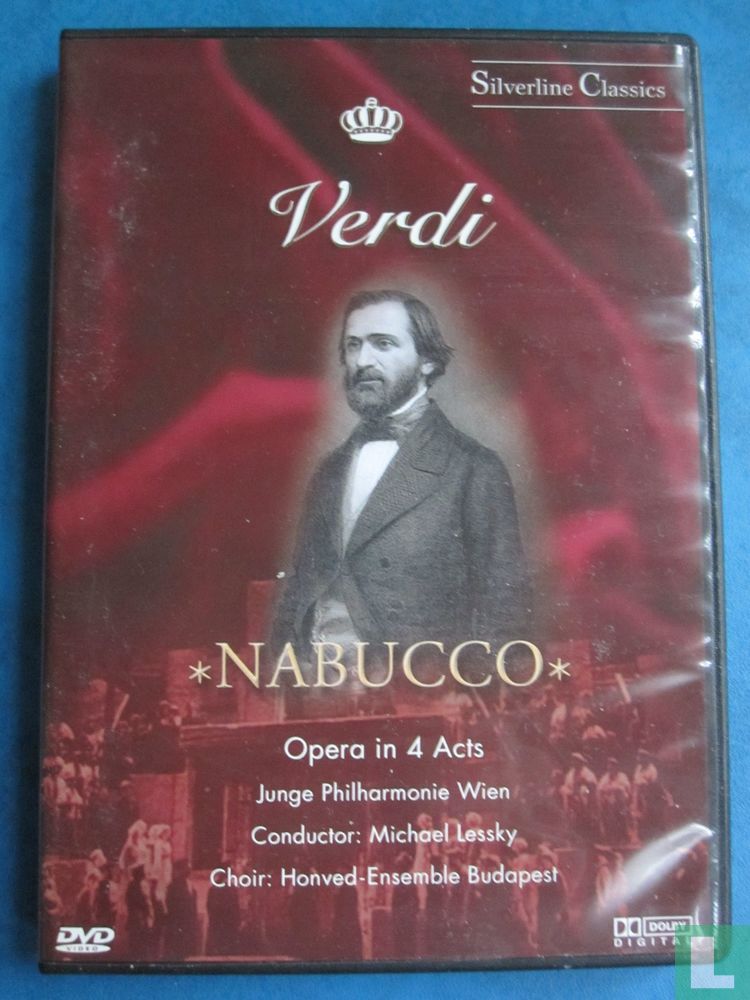 Silverline Classics
Verdi
*NABUCCO*
Opera in 4 Acts
Junge Philharmonie Wien
Conductor: Michael Lessky
Choir: Honved-Ensemble Budapest
DVD
VIDEO
DOLBY
DIGITAL
L